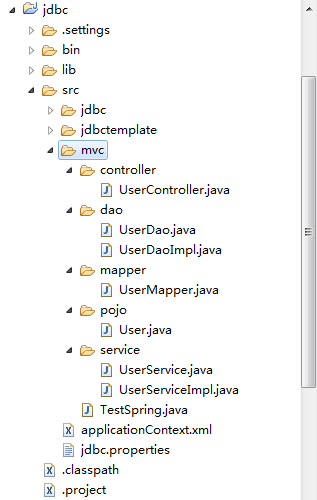 jdbc
.settings
bin
lib
src
jdbc
jdbctemplate
mvc
controller
UserController.java
dao
UserDao.java
UserDaoImpl.java
mapper
UserMapper.java
pojo
User.java
service
UserService.java
UserServiceImpl.java
TestSpring.java
applicationContext.xml
jdbc.properties
.classpath
.project